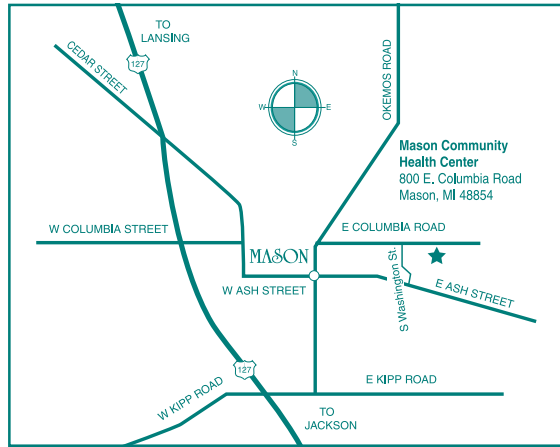 TO
LANSING
127
CEDAR STREET
OKEMOS ROAD
N
W
E
S
Mason Community
Health Center
800 E. Columbia Road
Mason, MI 48854
W COLUMBIA STREET
E COLUMBIA ROAD
MASON
W ASH STREET
S Washington St.
E ASH STREET
127
W KIPP ROAD
E KIPP ROAD
TO
JACKSON